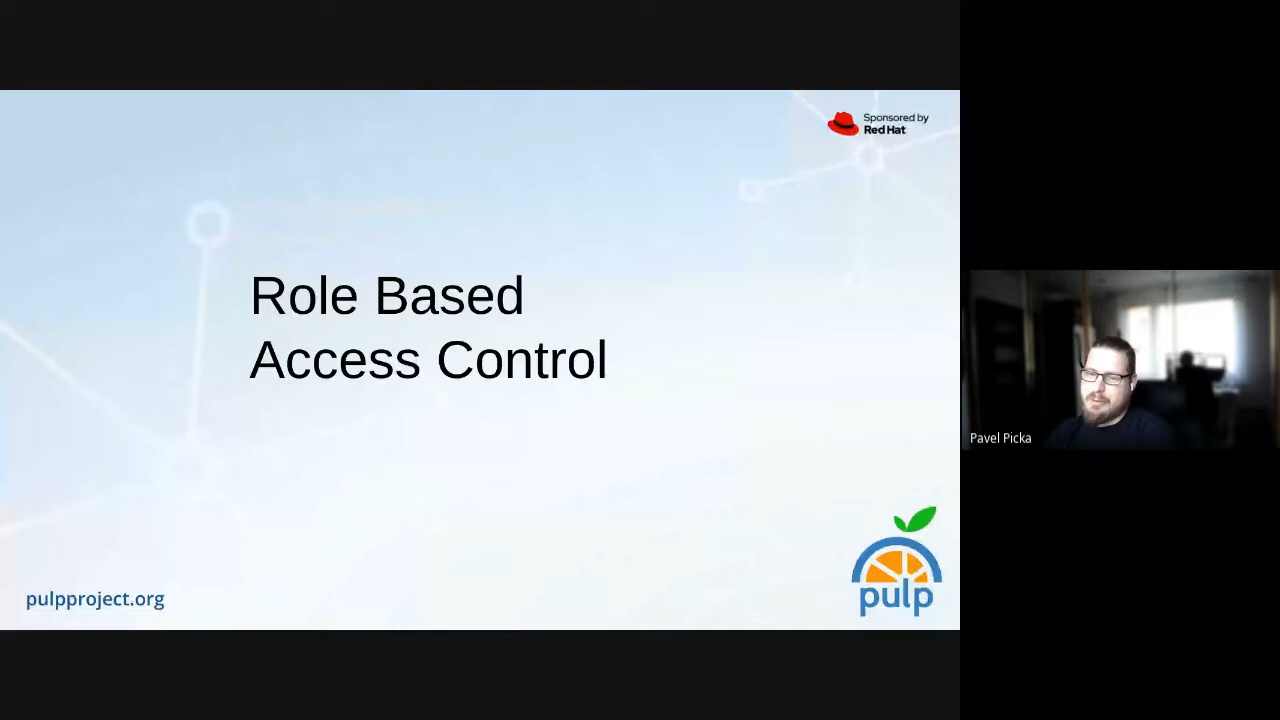 Sponsored by
Red Hat
Role Based
Access Control
Pavel Picka
pulpproject.org
pulp